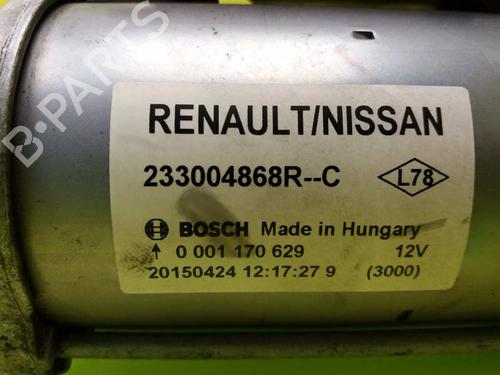 RENAULT/NISSAN
233004868R--C L78
BOSCH Made in Hungary
0 001 170 629 12V
20150424 12:17:27 9 (3000)
B-PARTS